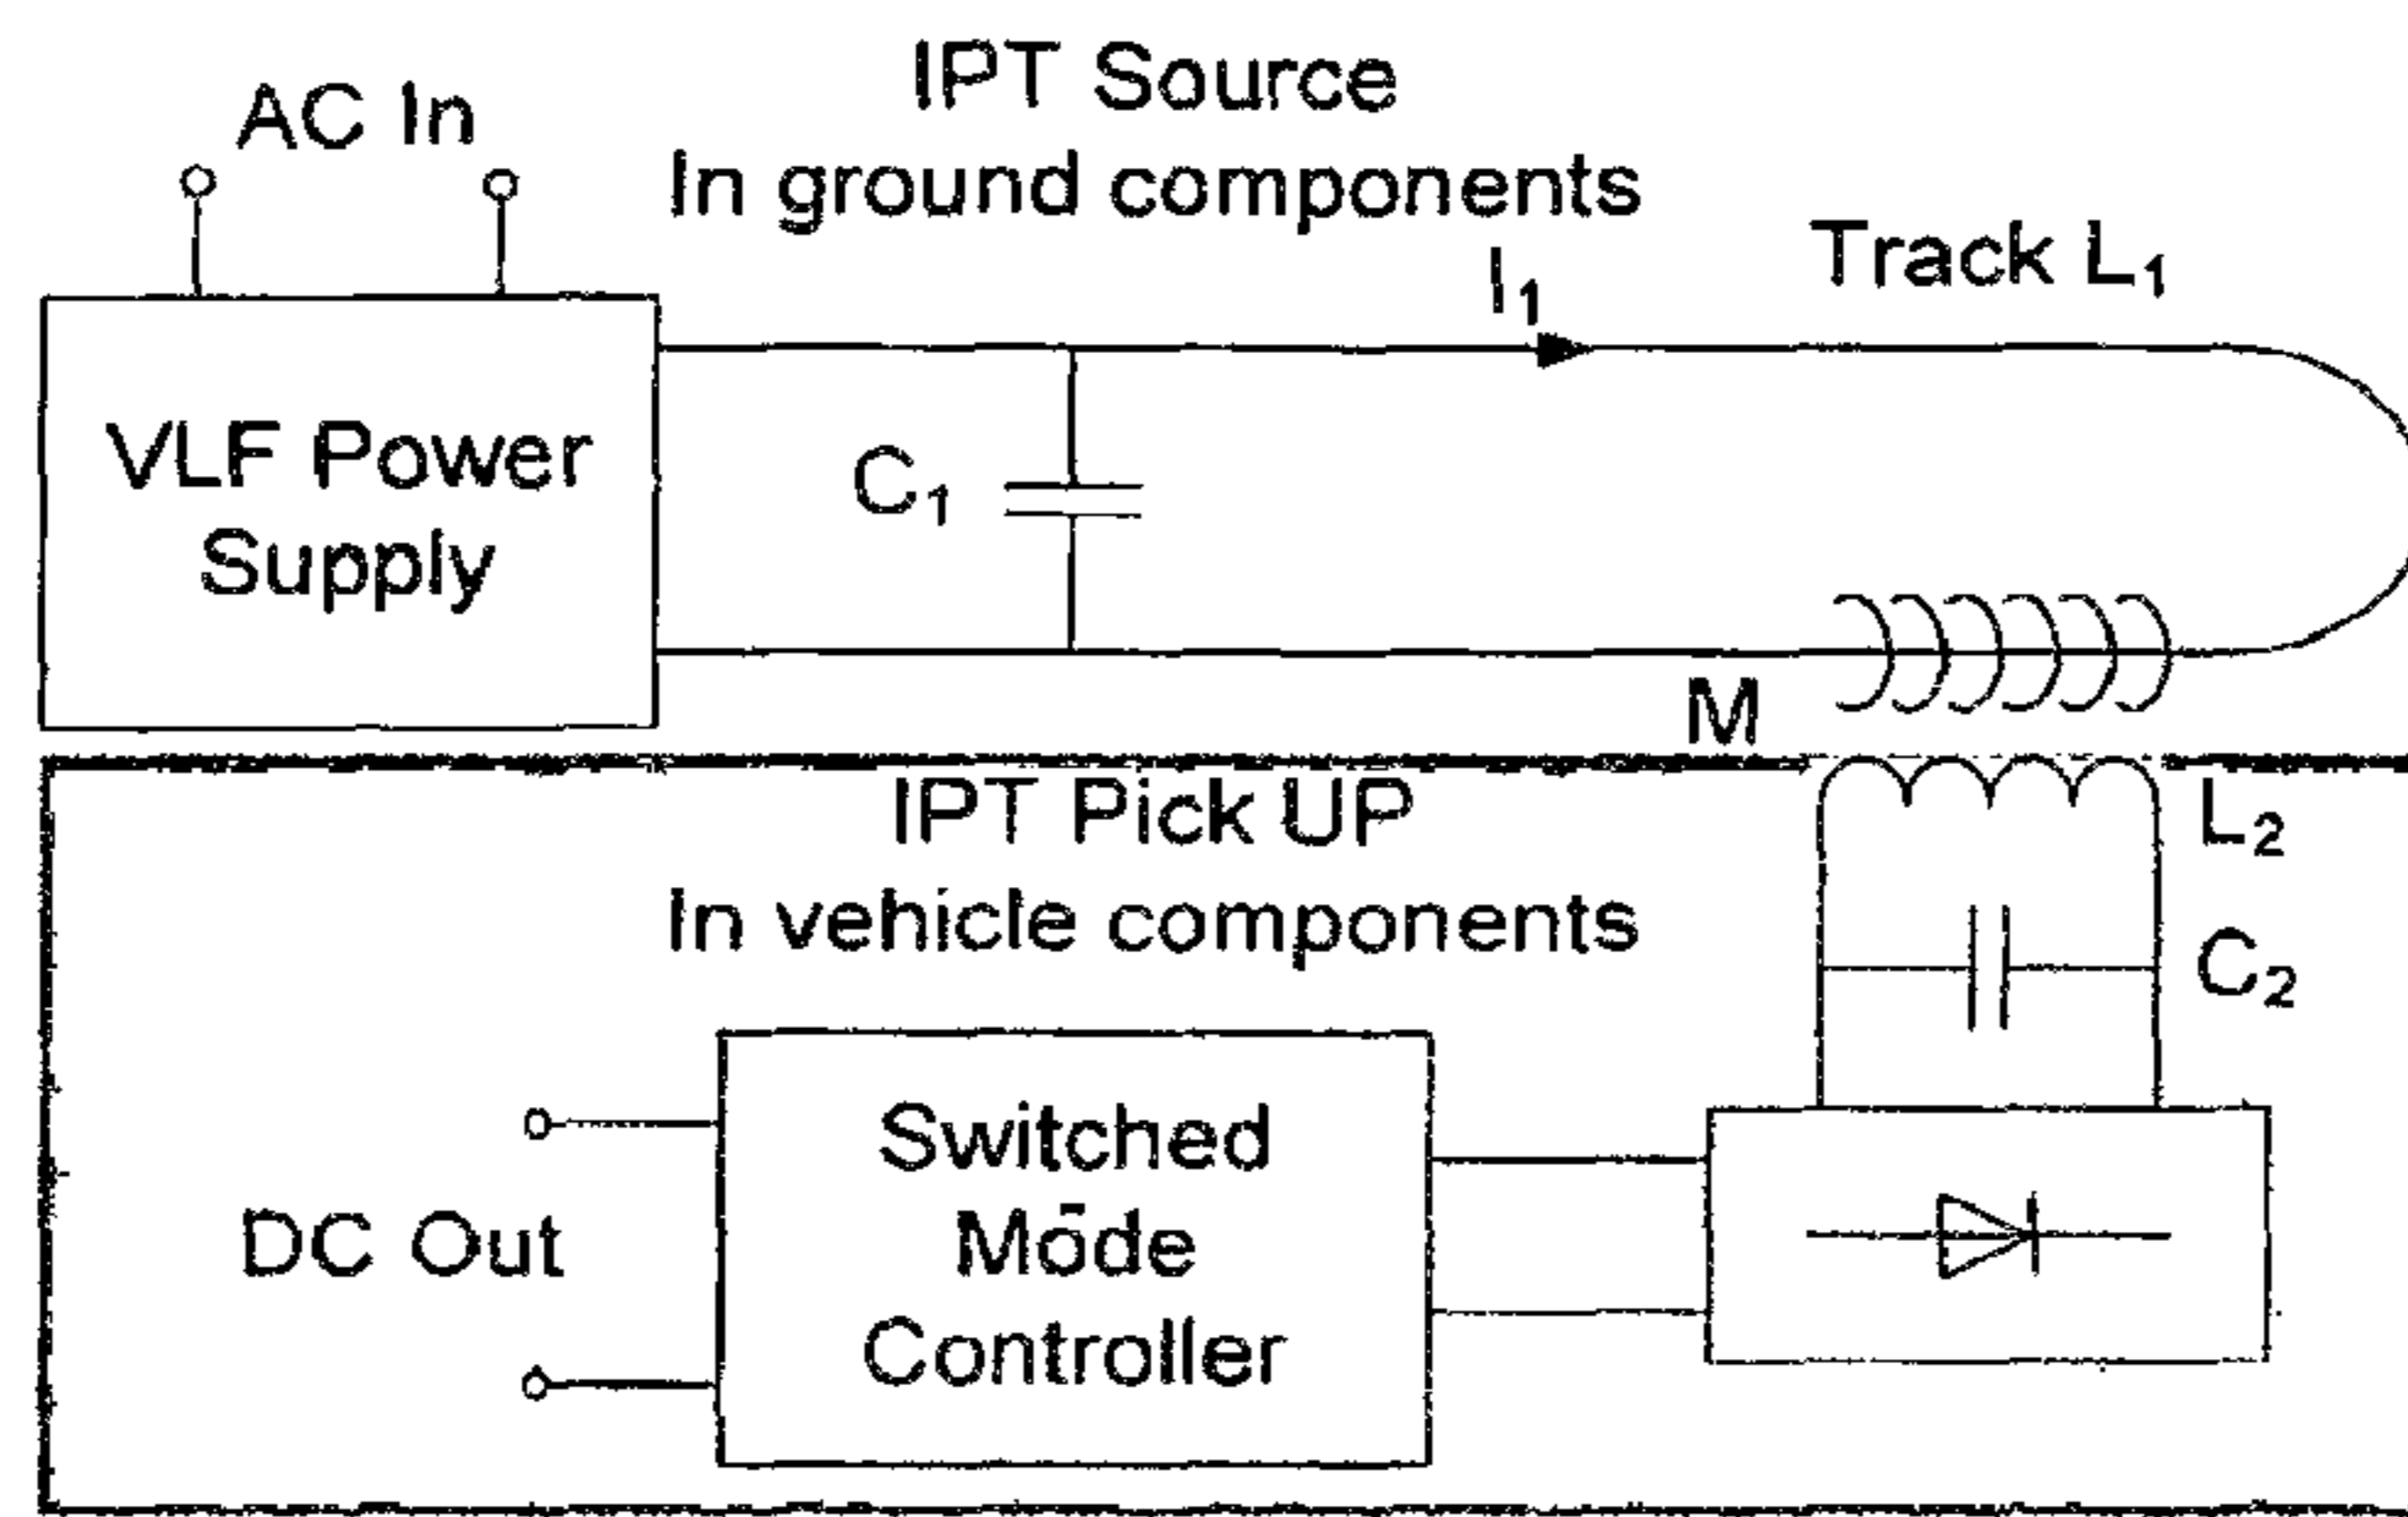 IPT Source
In ground components
AC In
I₁
Track L₁
VLF Power
Supply
C₁
M
IPT Pick UP
In vehicle components
L₂
C₂
Switched
Mode
Controller
DC Out